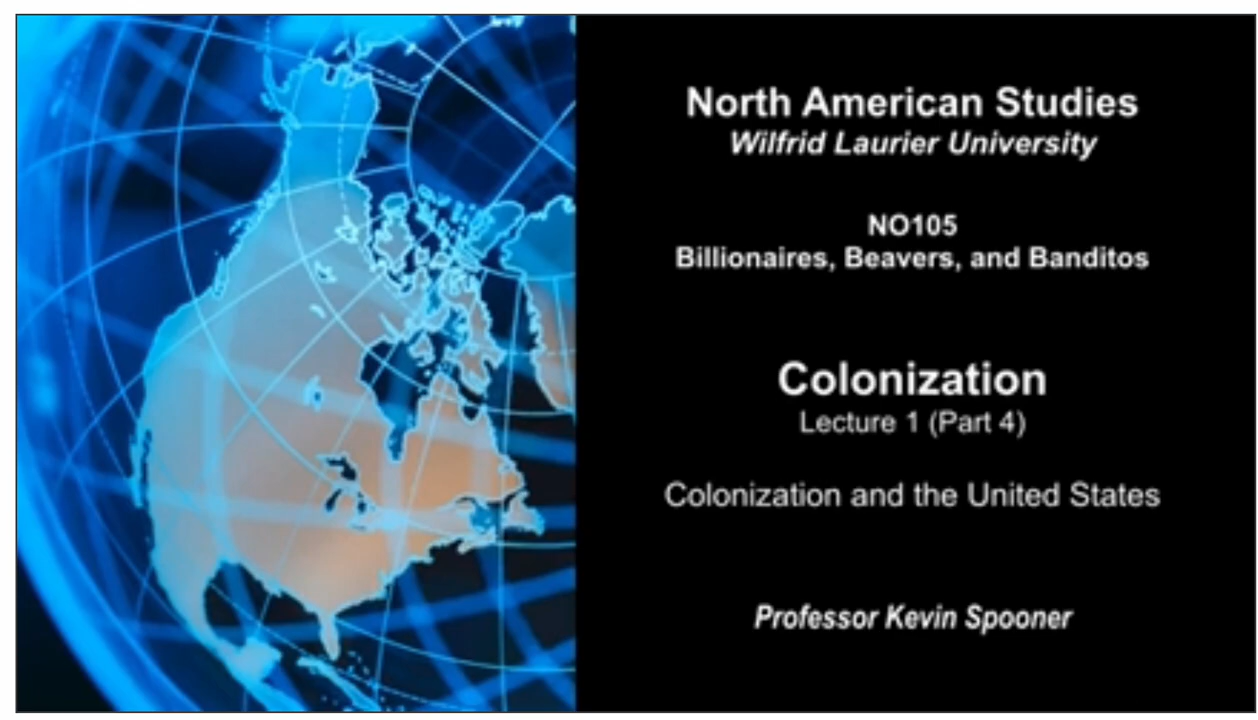 North American Studies
Wilfrid Laurier University
NO105
Billionaires, Beavers, and Banditos
Colonization
Lecture 1 (Part 4)
Colonization and the United States
Professor Kevin Spooner